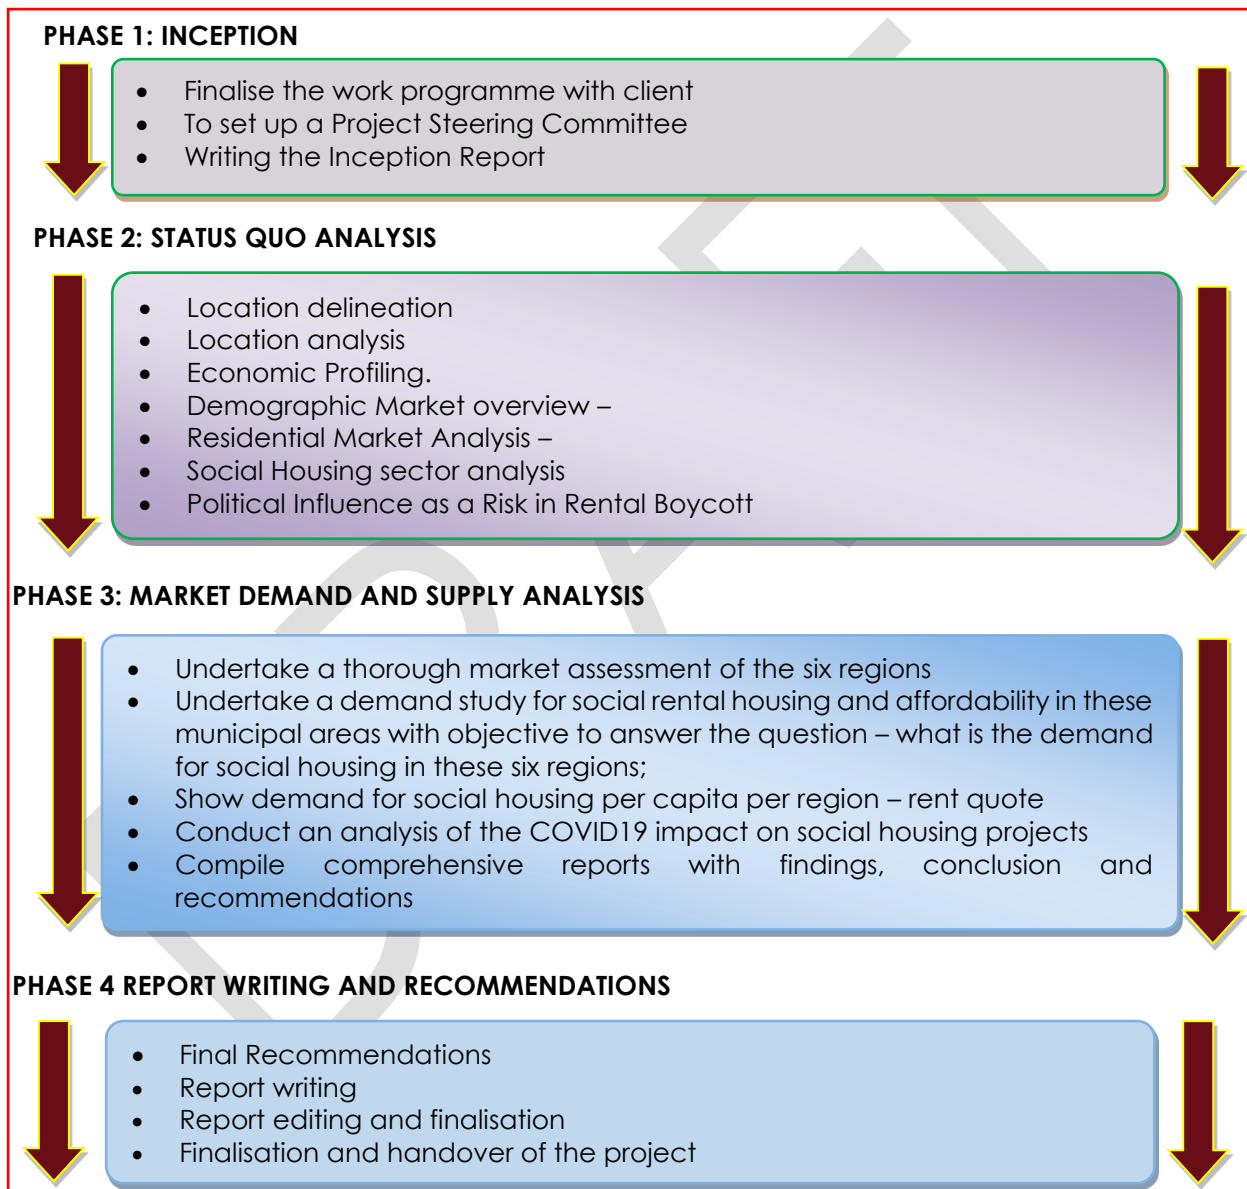 PHASE 1: INCEPTION
• Finalise the work programme with client
• To set up a Project Steering Committee
• Writing the Inception Report
PHASE 2: STATUS QUO ANALYSIS
• Location delineation
• Location analysis
• Economic Profiling.
• Demographic Market overview –
• Residential Market Analysis –
• Social Housing sector analysis
• Political Influence as a Risk in Rental Boycott
PHASE 3: MARKET DEMAND AND SUPPLY ANALYSIS
• Undertake a thorough market assessment of the six regions
• Undertake a demand study for social rental housing and affordability in these
municipal areas with objective to answer the question – what is the demand
for social housing in these six regions;
• Show demand for social housing per capita per region – rent quote
• Conduct an analysis of the COVID19 impact on social housing projects
• Compile comprehensive reports with findings, conclusion and
recommendations
PHASE 4 REPORT WRITING AND RECOMMENDATIONS
• Final Recommendations
• Report writing
• Report editing and finalisation
• Finalisation and handover of the project
DRAFT